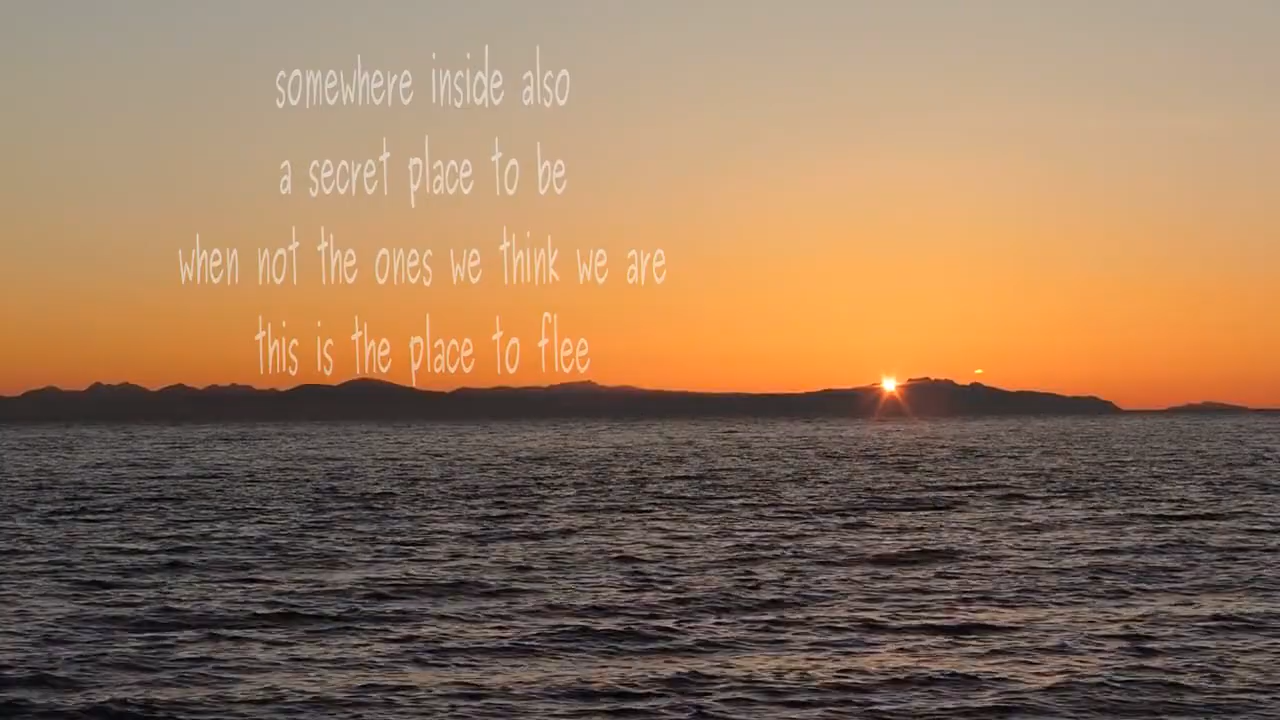 somewhere inside also
a secret place to be
when not the ones we think we are
this is the place to flee